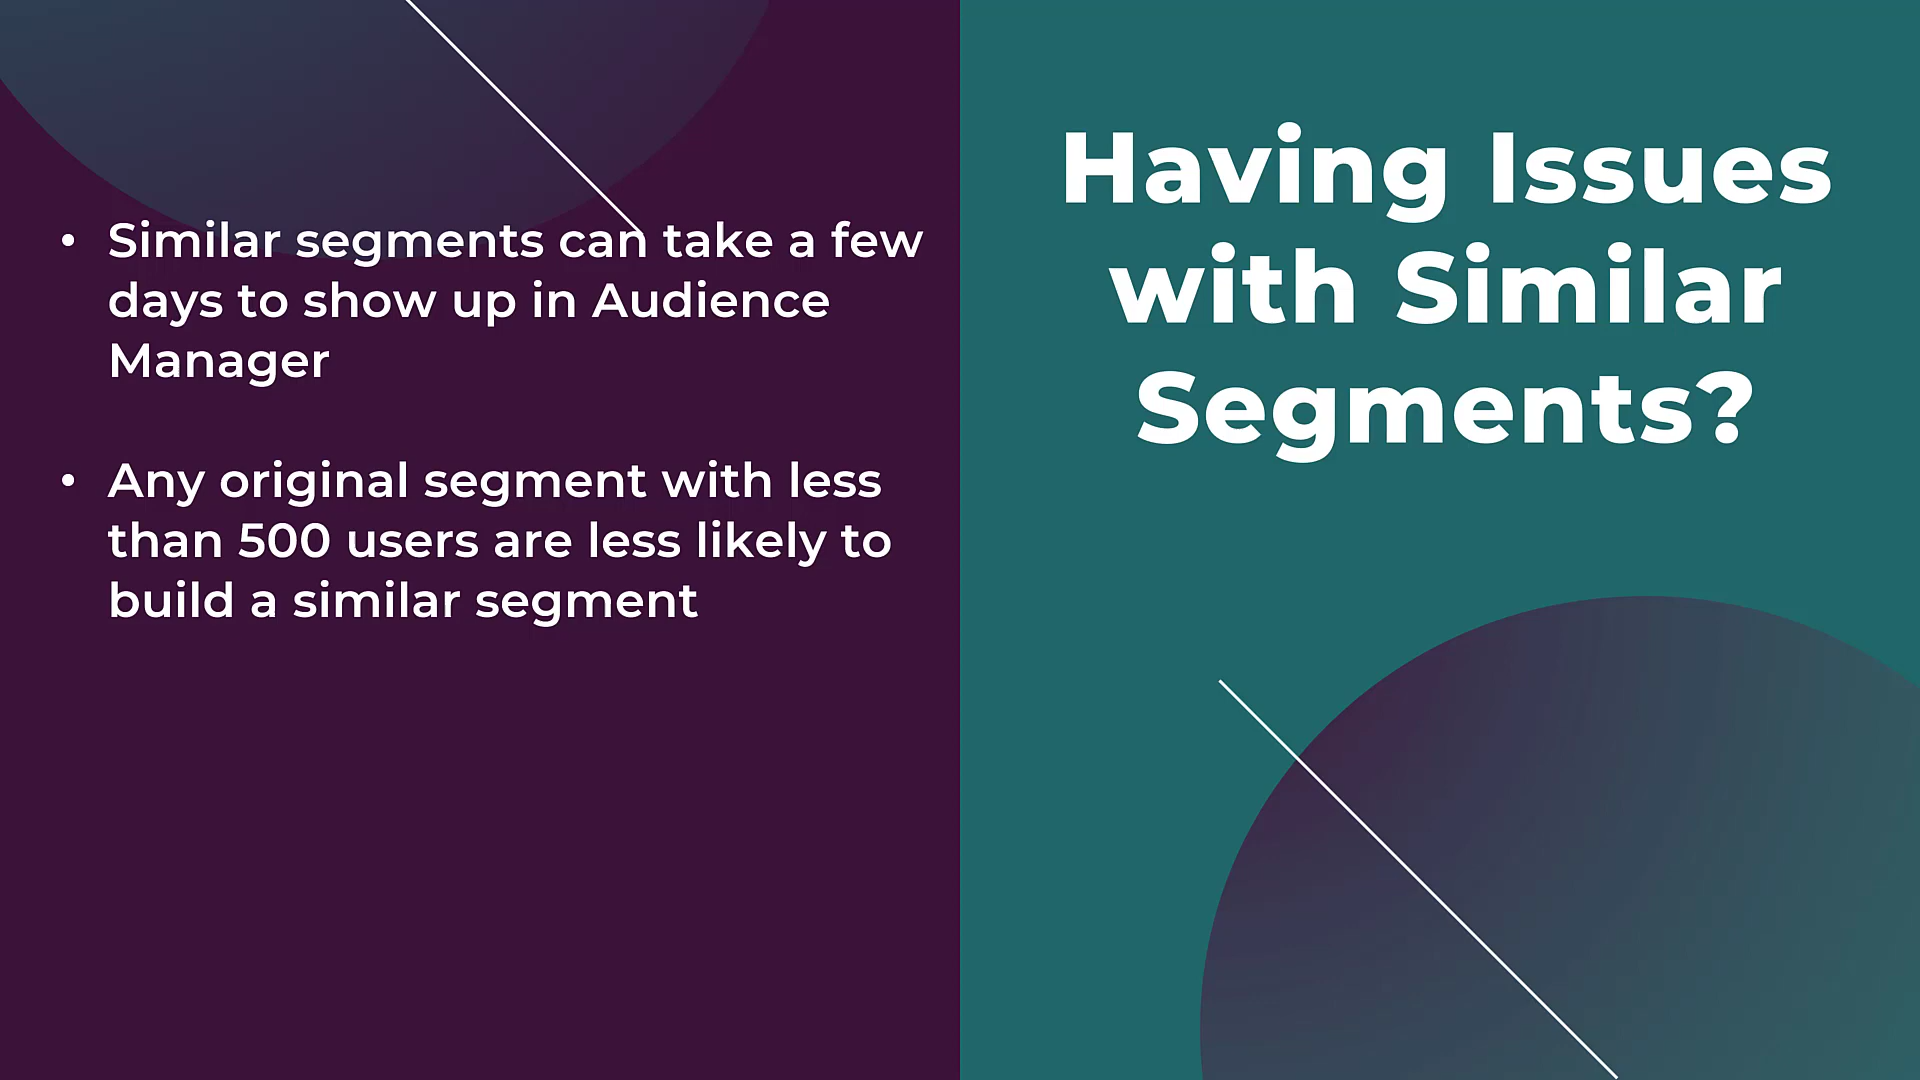 • Similar segments can take a few
days to show up in Audience
Manager
• Any original segment with less
than 500 users are less likely to
build a similar segment
Having Issues
with Similar
Segments?